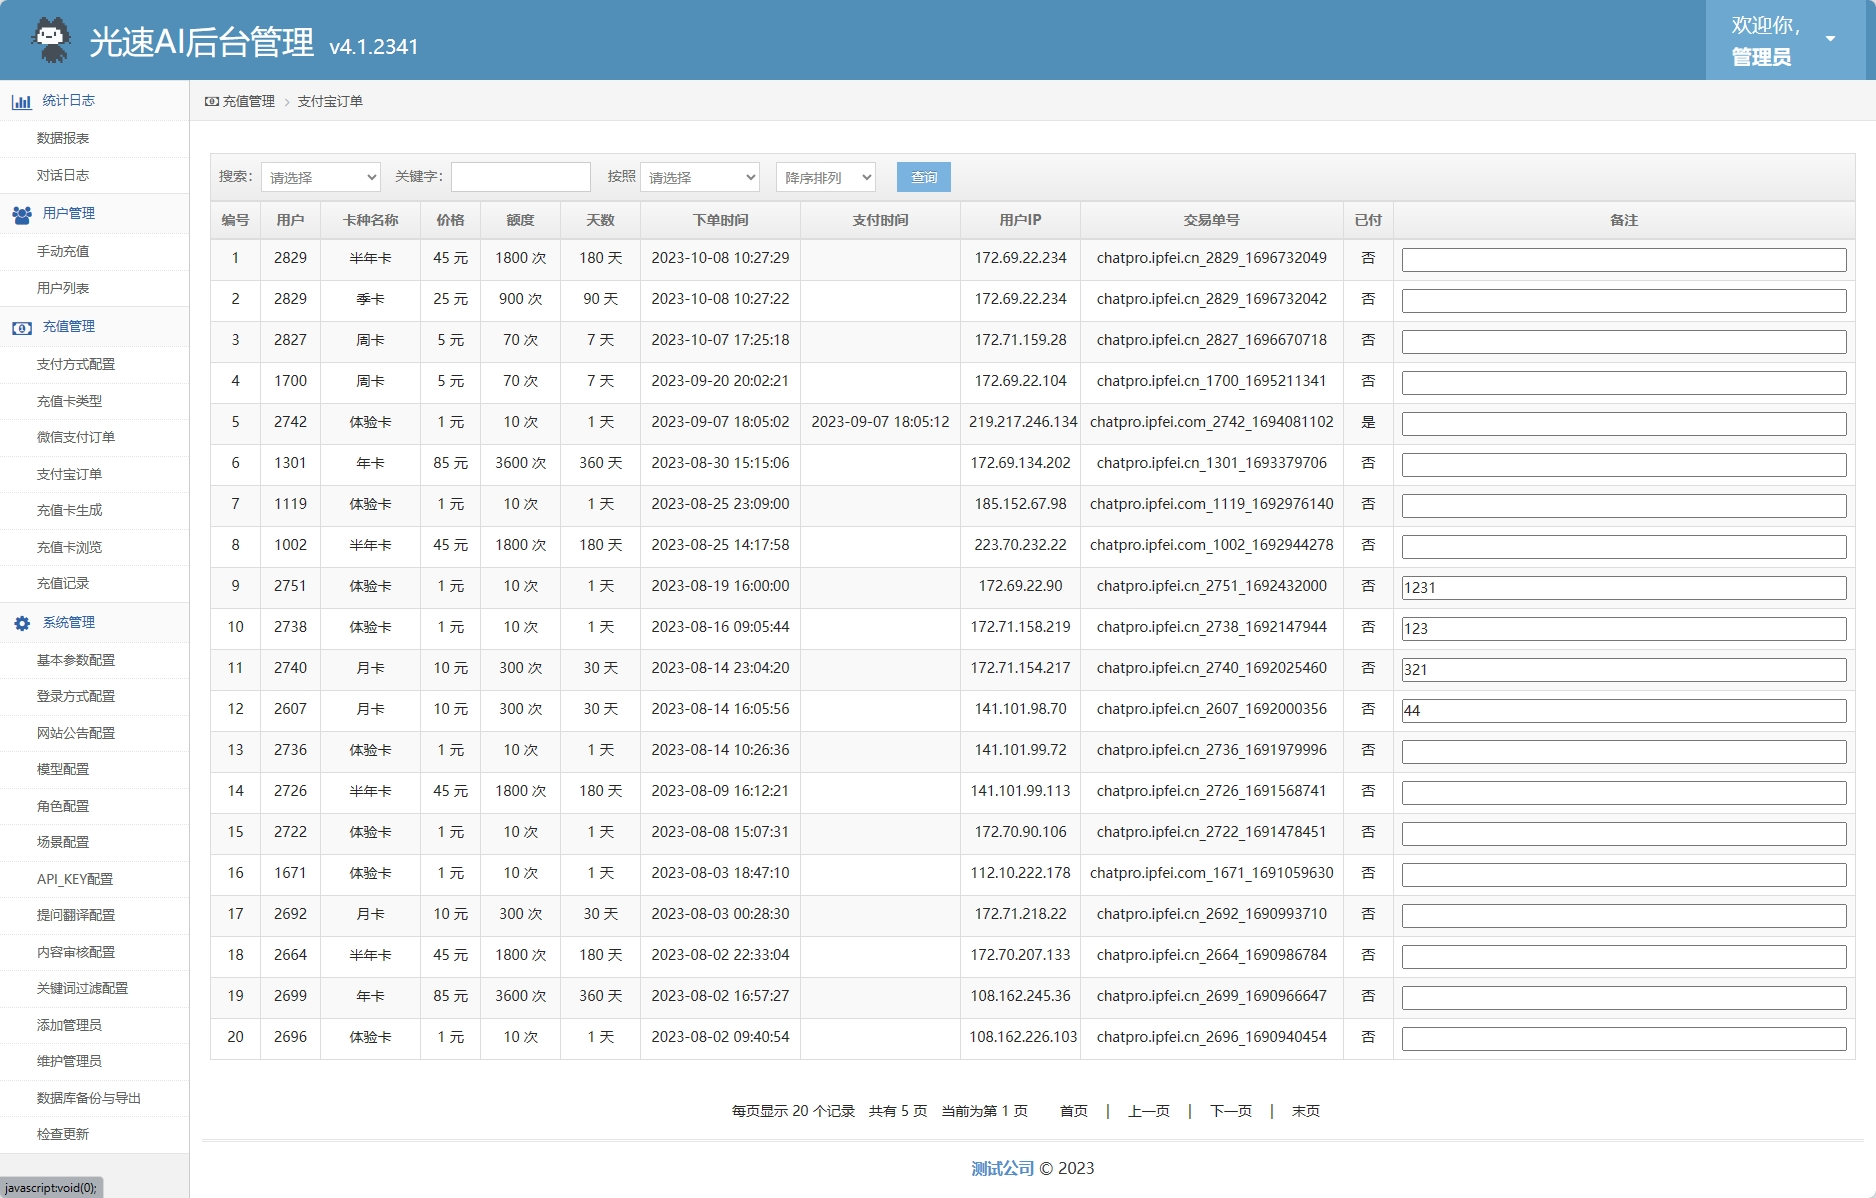 光速AI后台管理 v4.1.2341
欢迎你,
管理员
统计日志
数据报表
对话日志
用户管理
手动充值
用户列表
充值管理
支付方式配置
充值卡类型
微信支付订单
支付宝订单
充值卡生成
充值卡浏览
充值记录
系统管理
基本参数配置
登录方式配置
网站公告配置
模型配置
角色配置
场景配置
API_KEY配置
提问翻译配置
内容审核配置
关键词过滤配置
添加管理员
维护管理员
数据库备份与导出
检查更新
javascript:void(0);
充值管理 > 支付宝订单
搜索: 请选择 关键字: 按照 请选择 降序排列 查询
编号 用户 卡种名称 价格 额度 天数 下单时间 支付时间 用户IP 交易单号 已付 备注
1 2829 半年卡 45 元 1800 次 180 天 2023-10-08 10:27:29 172.69.22.234 chatpro.ipfei.cn_2829_1696732049 否
2 2829 季卡 25 元 900 次 90 天 2023-10-08 10:27:22 172.69.22.234 chatpro.ipfei.cn_2829_1696732042 否
3 2827 周卡 5 元 70 次 7 天 2023-10-07 17:25:18 172.71.159.28 chatpro.ipfei.cn_2827_1696670718 否
4 1700 周卡 5 元 70 次 7 天 2023-09-20 20:02:21 172.69.22.104 chatpro.ipfei.cn_1700_1695211341 否
5 2742 体验卡 1 元 10 次 1 天 2023-09-07 18:05:02 2023-09-07 18:05:12 219.217.246.134 chatpro.ipfei.com_2742_1694081102 是
6 1301 年卡 85 元 3600 次 360 天 2023-08-30 15:15:06 172.69.134.202 chatpro.ipfei.cn_1301_1693379706 否
7 1119 体验卡 1 元 10 次 1 天 2023-08-25 23:09:00 185.152.67.98 chatpro.ipfei.com_1119_1692976140 否
8 1002 半年卡 45 元 1800 次 180 天 2023-08-25 14:17:58 223.70.232.22 chatpro.ipfei.com_1002_1692944278 否
9 2751 体验卡 1 元 10 次 1 天 2023-08-19 16:00:00 172.69.22.90 chatpro.ipfei.cn_2751_1692432000 否 1231
10 2738 体验卡 1 元 10 次 1 天 2023-08-16 09:05:44 172.71.158.219 chatpro.ipfei.cn_2738_1692147944 否 123
11 2740 月卡 10 元 300 次 30 天 2023-08-14 23:04:20 172.71.154.217 chatpro.ipfei.cn_2740_1692025460 否 321
12 2607 月卡 10 元 300 次 30 天 2023-08-14 16:05:56 141.101.98.70 chatpro.ipfei.cn_2607_1692000356 否 44
13 2736 体验卡 1 元 10 次 1 天 2023-08-14 10:26:36 141.101.99.72 chatpro.ipfei.cn_2736_1691979996 否
14 2726 半年卡 45 元 1800 次 180 天 2023-08-09 16:12:21 141.101.99.113 chatpro.ipfei.cn_2726_1691568741 否
15 2722 体验卡 1 元 10 次 1 天 2023-08-08 15:07:31 172.70.90.106 chatpro.ipfei.cn_2722_1691478451 否
16 1671 体验卡 1 元 10 次 1 天 2023-08-03 18:47:10 112.10.222.178 chatpro.ipfei.com_1671_1691059630 否
17 2692 月卡 10 元 300 次 30 天 2023-08-03 00:28:30 172.71.218.22 chatpro.ipfei.cn_2692_1690993710 否
18 2664 半年卡 45 元 1800 次 180 天 2023-08-02 22:33:04 172.70.207.133 chatpro.ipfei.cn_2664_1690986784 否
19 2699 年卡 85 元 3600 次 360 天 2023-08-02 16:57:27 108.162.245.36 chatpro.ipfei.cn_2699_1690966647 否
20 2696 体验卡 1 元 10 次 1 天 2023-08-02 09:40:54 108.162.226.103 chatpro.ipfei.cn_2696_1690940454 否
每页显示 20 个记录 共有 5 页 当前为第 1 页 首页 | 上一页 | 下一页 | 末页
测试公司 © 2023